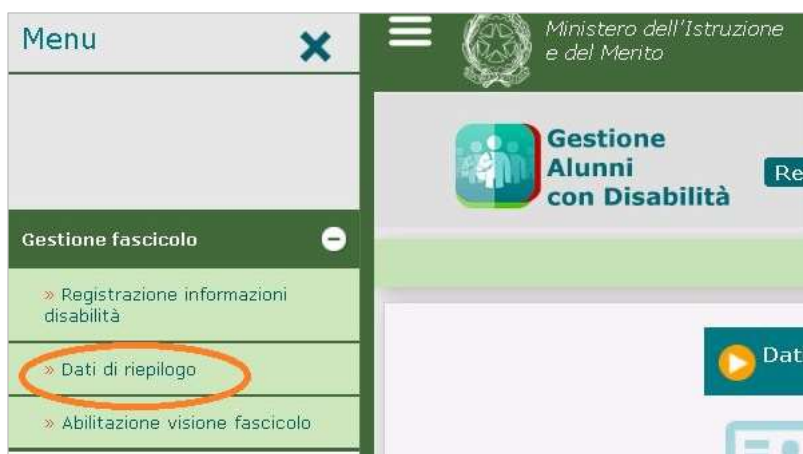 Menu
Gestione fascicolo
» Registrazione informazioni
disabilità
» Dati di riepilogo
» Abilitazione visione fascicolo
Ministero dell'Istruzione
e del Merito
Gestione
Alunni
con Disabilità
Re
Dat